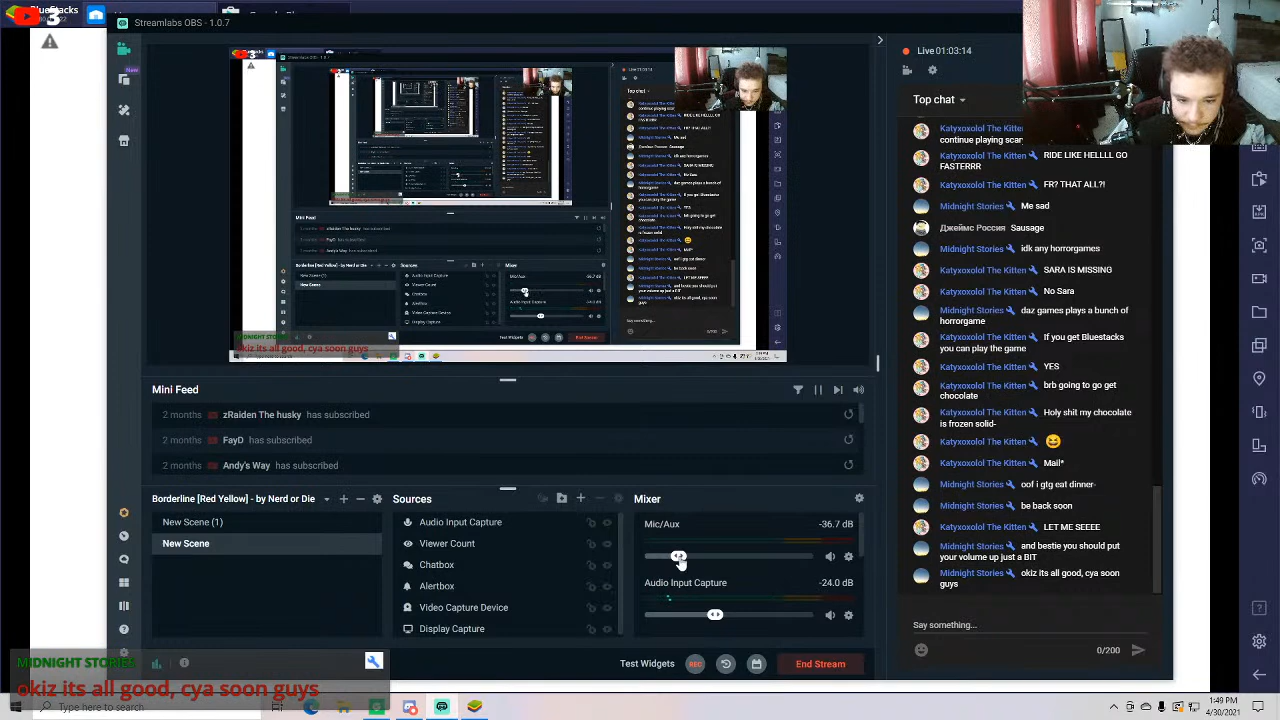 BlueStacks
3
Streamlabs OBS - 1.0.7
New
Live 01:03:14
Top chat
Katyxoxolol The Kitten
continue playing scar
Katyxoxolol The Kitten RIDE LIKE HELLLL GO
FASTERRR
Katyxoxolol The Kitten FR? THAT ALL?!
Midnight Stories Me sad
Джеймс Россия Sausage
Midnight Stories idk any horrorgames
Katyxoxolol The Kitten SARA IS MISSING
Katyxoxolol The Kitten No Sara
Midnight Stories daz games plays a bunch of
horrorgame
Katyxoxolol The Kitten If you get Bluestacks
you can play the game
Katyxoxolol The Kitten YES
Katyxoxolol The Kitten brb going to go get
chocolate
Katyxoxolol The Kitten Holy shit my chocolate
is frozen solid-
Katyxoxolol The Kitten 😆
Katyxoxolol The Kitten Mail*
Midnight Stories oof i gtg eat dinner-
Midnight Stories be back soon
Katyxoxolol The Kitten LET ME SEEEE
Midnight Stories and bestie you should put
your volume up just a BIT
Midnight Stories okiz its all good, cya soon
guys
Say something...
0/200
Mini Feed
2 months zRaiden The husky has subscribed
2 months FayD has subscribed
2 months Andy's Way has subscribed
Borderline [Red Yellow] - by Nerd or Die
New Scene (1)
New Scene
Sources
Audio Input Capture
Viewer Count
Chatbox
Alertbox
Video Capture Device
Display Capture
Mixer
Mic/Aux -36.7 dB
Audio Input Capture -24.0 dB
Test Widgets REC End Stream
MIDNIGHT STORIES
okiz its all good, cya soon guys
Type here to search
1:49 PM
4/30/2021